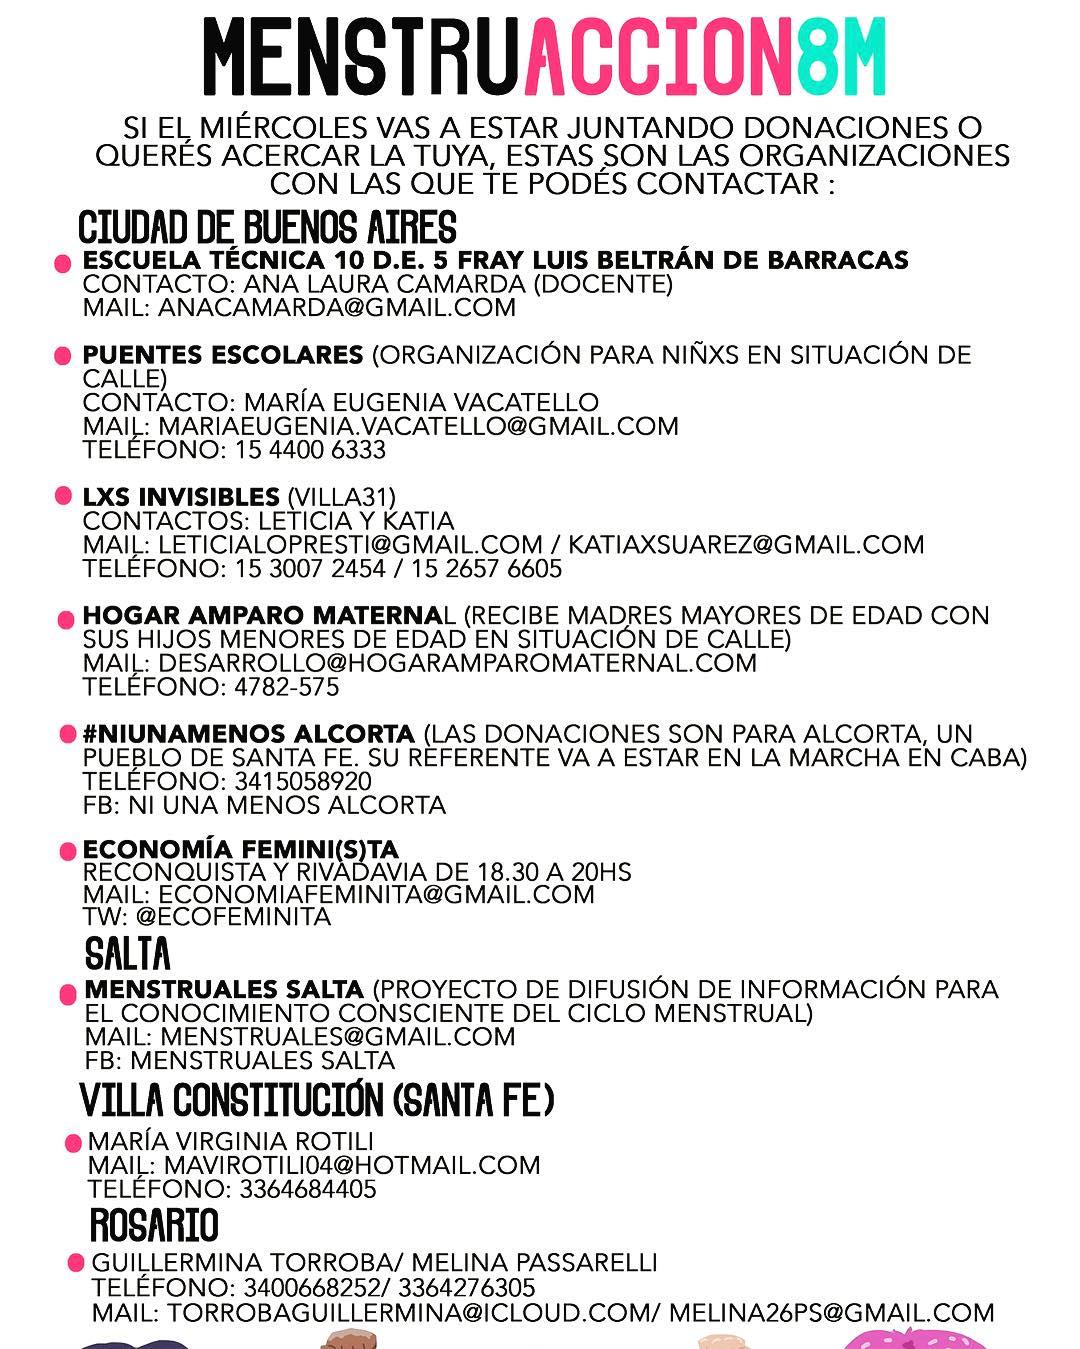 MENSTRUACCION8M
SI EL MIÉRCOLES VAS A ESTAR JUNTANDO DONACIONES O
QUERÉS ACERCAR LA TUYA, ESTAS SON LAS ORGANIZACIONES
CON LAS QUE TE PODÉS CONTACTAR :
CIUDAD DE BUENOS AIRES
ESCUELA TÉCNICA 10 D.E. 5 FRAY LUIS BELTRÁN DE BARRACAS
CONTACTO: ANA LAURA CAMARDA (DOCENTE)
MAIL: ANACAMARDA@GMAIL.COM
PUENTES ESCOLARES (ORGANIZACIÓN PARA NIÑXS EN SITUACIÓN DE
CALLE)
CONTACTO: MARÍA EUGENIA VACATELLO
MAIL: MARIAEUGENIA.VACATELLO@GMAIL.COM
TELÉFONO: 15 4400 6333
LXS INVISIBLES (VILLA31)
CONTACTOS: LETICIA Y KATIA
MAIL: LETICIALOPRESTI@GMAIL.COM / KATIAXSUAREZ@GMAIL.COM
TELÉFONO: 15 3007 2454 / 15 2657 6605
HOGAR AMPARO MATERNAL (RECIBE MADRES MAYORES DE EDAD CON
SUS HIJOS MENORES DE EDAD EN SITUACIÓN DE CALLE)
MAIL: DESARROLLO@HOGARAMPAROMATERNAL.COM
TELÉFONO: 4782-575
#NIUNAMENOS ALCORTA (LAS DONACIONES SON PARA ALCORTA, UN
PUEBLO DE SANTA FE. SU REFERENTE VA A ESTAR EN LA MARCHA EN CABA)
TELÉFONO: 3415058920
FB: NI UNA MENOS ALCORTA
ECONOMÍA FEMINI(S)TA
RECONQUISTA Y RIVADAVIA DE 18.30 A 20HS
MAIL: ECONOMIAFEMINITA@GMAIL.COM
TW: @ECOFEMINITA
SALTA
MENSTRUALES SALTA (PROYECTO DE DIFUSIÓN DE INFORMACIÓN PARA
EL CONOCIMIENTO CONSCIENTE DEL CICLO MENSTRUAL)
MAIL: MENSTRUALES@GMAIL.COM
FB: MENSTRUALES SALTA
VILLA CONSTITUCIÓN (SANTA FE)
MARÍA VIRGINIA ROTILI
MAIL: MAVIROTILI04@HOTMAIL.COM
TELÉFONO: 3364684405
ROSARIO
GUILLERMINA TORROBA/ MELINA PASSARELLI
TELÉFONO: 3400668252/ 3364276305
MAIL: TORROBAGUILLERMINA@ICLOUD.COM/ MELINA26PS@GMAIL.COM